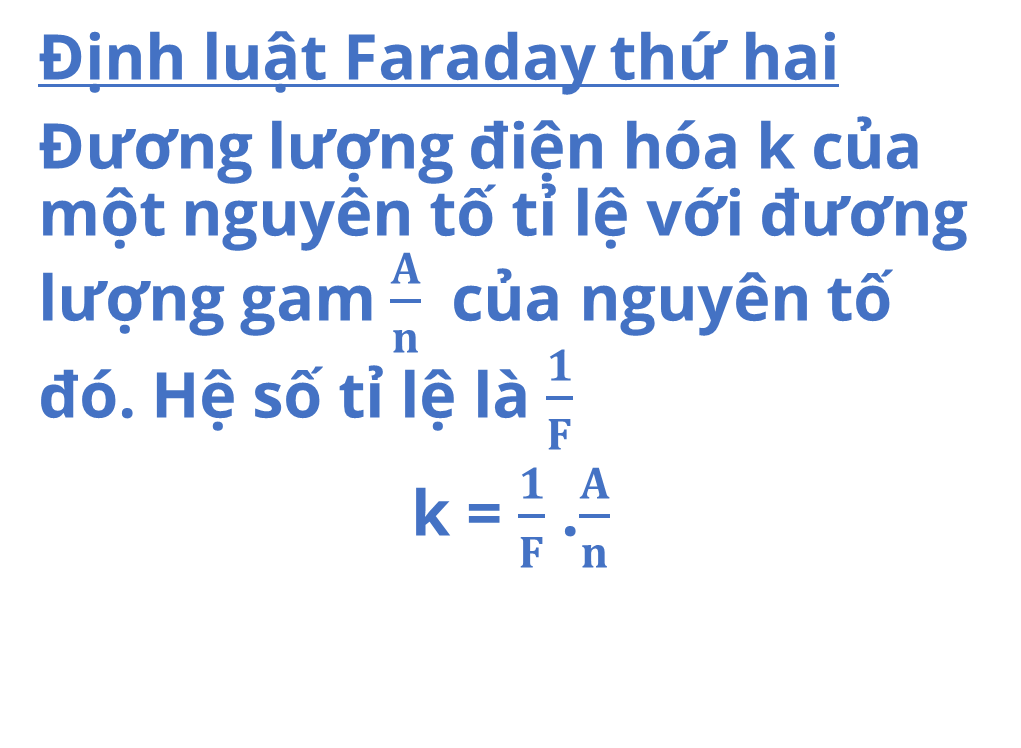 Định luật Faraday thứ hai
Đương lượng điện hóa k của
một nguyên tố tỉ lệ với đương
lượng gam A/n của nguyên tố
đó. Hệ số tỉ lệ là 1/F
k = 1/F .A/n